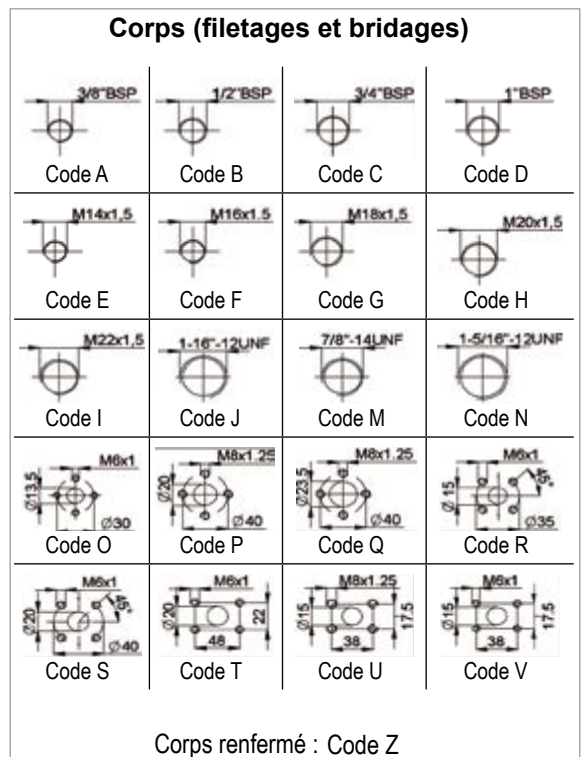 Corps (filetages et bridages)
3/8"BSP 1/2"BSP 3/4"BSP 1"BSP
Code A Code B Code C Code D
M14x1,5 M16x1.5 M18x1,5 M20x1,5
Code E Code F Code G Code H
M22x1,5 1-16"-12UNF 7/8"-14UNF 1-5/16"-12UNF
Code I Code J Code M Code N
M6x1 M8x1.25 M8x1.25 M6x1
Ø13,5 Ø20 Ø23,5 Ø15 45°
Ø30 Ø40 Ø40 Ø35
Code O Code P Code Q Code R
M6x1 M6x1 M8x1.25 M6x1
Ø20 45° Ø20 22 Ø15 17.5 Ø15 17.5
Ø40 48 38 38
Code S Code T Code U Code V
Corps renfermé : Code Z